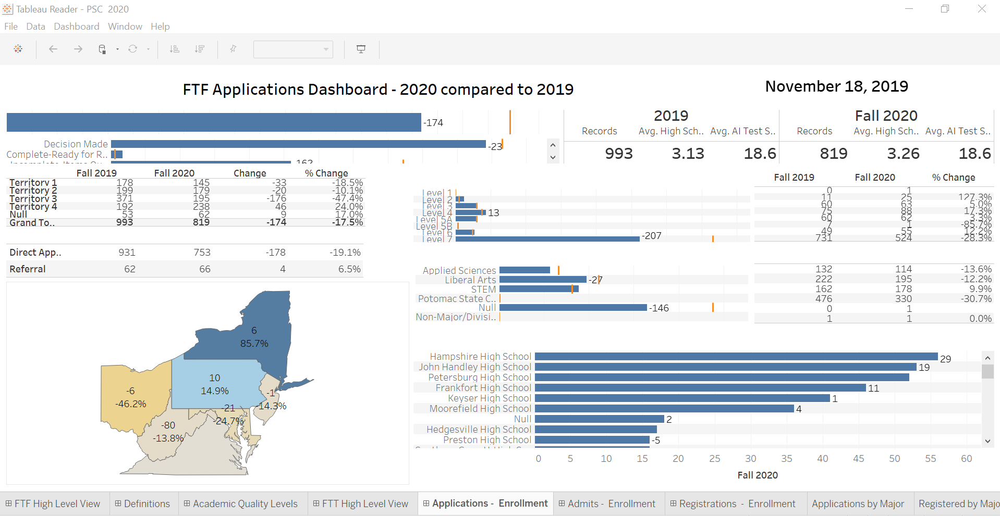 Tableau Reader - PSC  2020
File Data Dashboard Window Help
FTF Applications Dashboard - 2020 compared to 2019
November 18, 2019
-174
Decision Made -23
Complete-Ready for R..
2019
Records Avg. High Sch.. Avg. AI Test S..
993 3.13 18.6
Fall 2020
Records Avg. High Sch.. Avg. AI Test S..
819 3.26 18.6
Fall 2019 Fall 2020 Change % Change
Territory 1 178 145 -33 -18.5%
Territory 2 199 179 -20 -10.1%
Territory 3 371 195 -176 -47.4%
Territory 4 192 238 46 24.0%
Null 53 62 9 17.0%
Grand To.. 993 819 -174 -17.5%
Direct App.. 931 753 -178 -19.1%
Referral 62 66 4 6.5%
6
85.7%
10
14.9%
-6
-46.2%
-1
-14.3%
-21
-24.7%
-80
-13.8%
Level 1
Level 2
Level 3
Level 4 13
Level 5A
Level 5B
Level 6
Level 7 -207
Fall 2019 Fall 2020 % Change
0 1
11 25 127.3%
60 63 5.0%
75 88 17.3%
60 62 3.3%
7 1 -85.7%
49 55 12.2%
731 524 -28.3%
Applied Sciences
Liberal Arts -27
STEM
Potomac State C..
Null -146
Non-Major/Divisi..
132 114 -13.6%
222 195 -12.2%
162 178 9.9%
476 330 -30.7%
0 1
1 1 0.0%
Hampshire High School 29
John Handley High School 19
Petersburg High School
Frankfort High School 11
Keyser High School 1
Moorefield High School 4
Null 2
Hedgesville High School
Preston High School -5
0 5 10 15 20 25 30 35 40 45 50 55 60
Fall 2020
FTF High Level View Definitions Academic Quality Levels FTT High Level View Applications -  Enrollment Admits -  Enrollment Registrations  -  Enrollment Applications by Major Registered by Majo